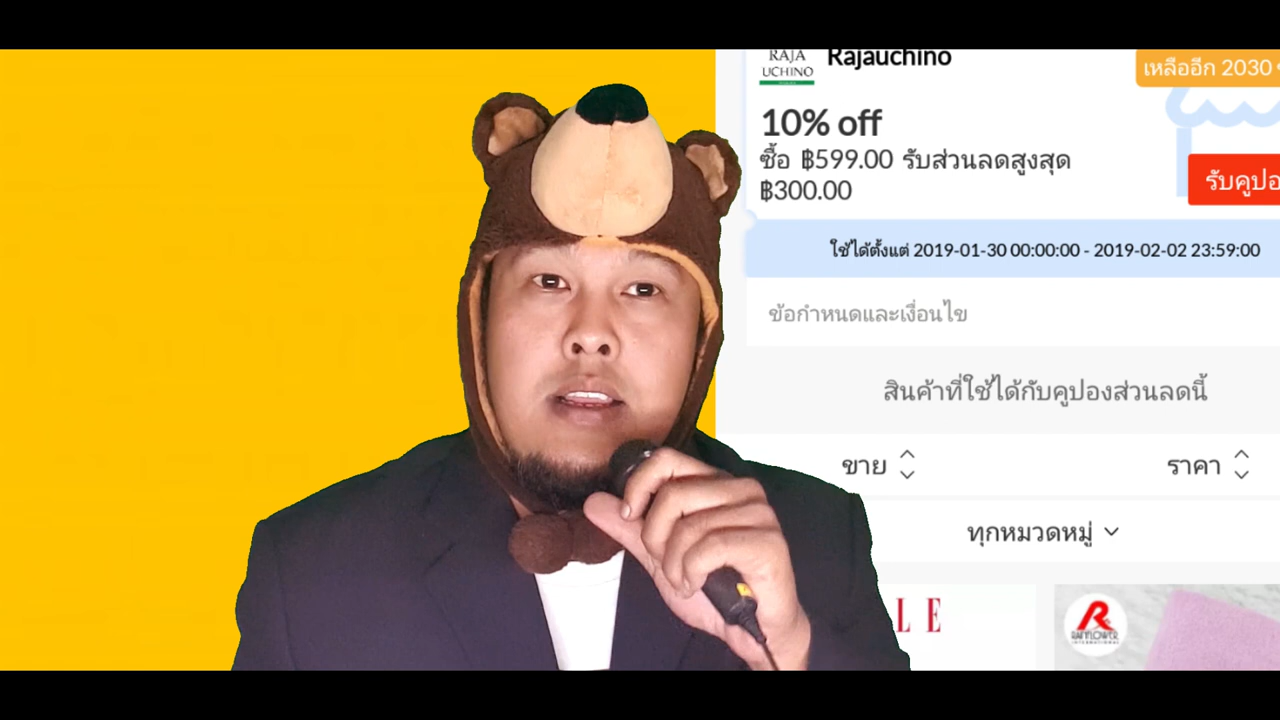 RAJA
UCHINO
Rajauchino
เหลืออีก 2030
10% off
ซื้อ ฿599.00 รับส่วนลดสูงสุด
฿300.00
รับคูปอ
ใช้ได้ตั้งแต่ 2019-01-30 00:00:00 - 2019-02-02 23:59:00
ข้อกำหนดและเงื่อนไข
สินค้าที่ใช้ได้กับคูปองส่วนลดนี้
ขาย
ราคา
ทุกหมวดหมู่
L E
RAINFLOWER
INTERNATIONAL